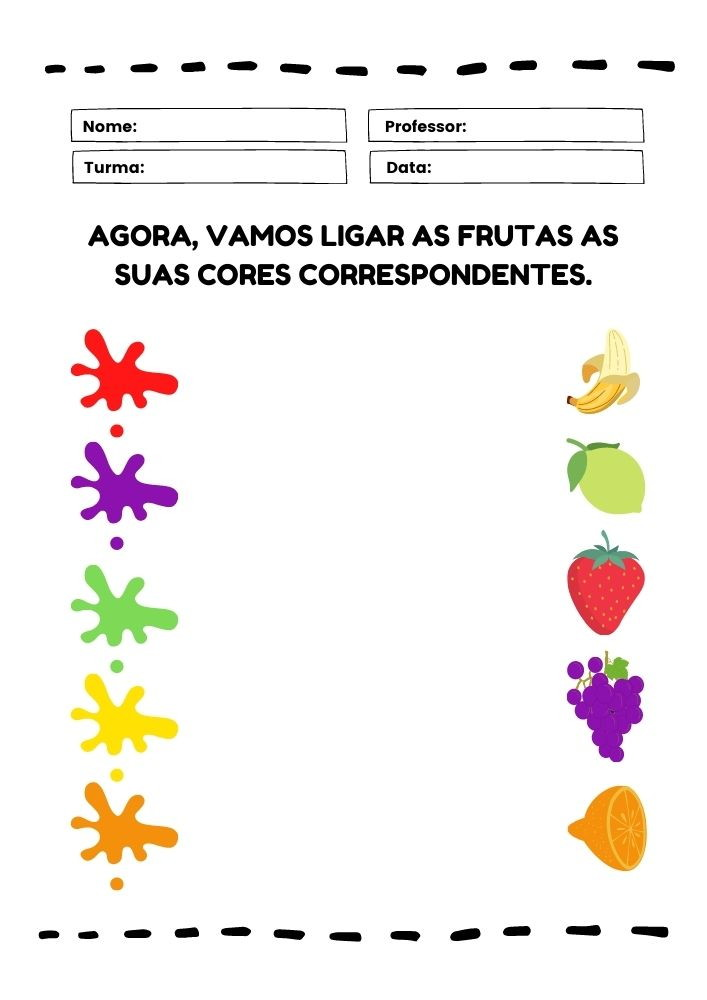 Nome:
Professor:
Turma:
Data:
AGORA, VAMOS LIGAR AS FRUTAS AS
SUAS CORES CORRESPONDENTES.